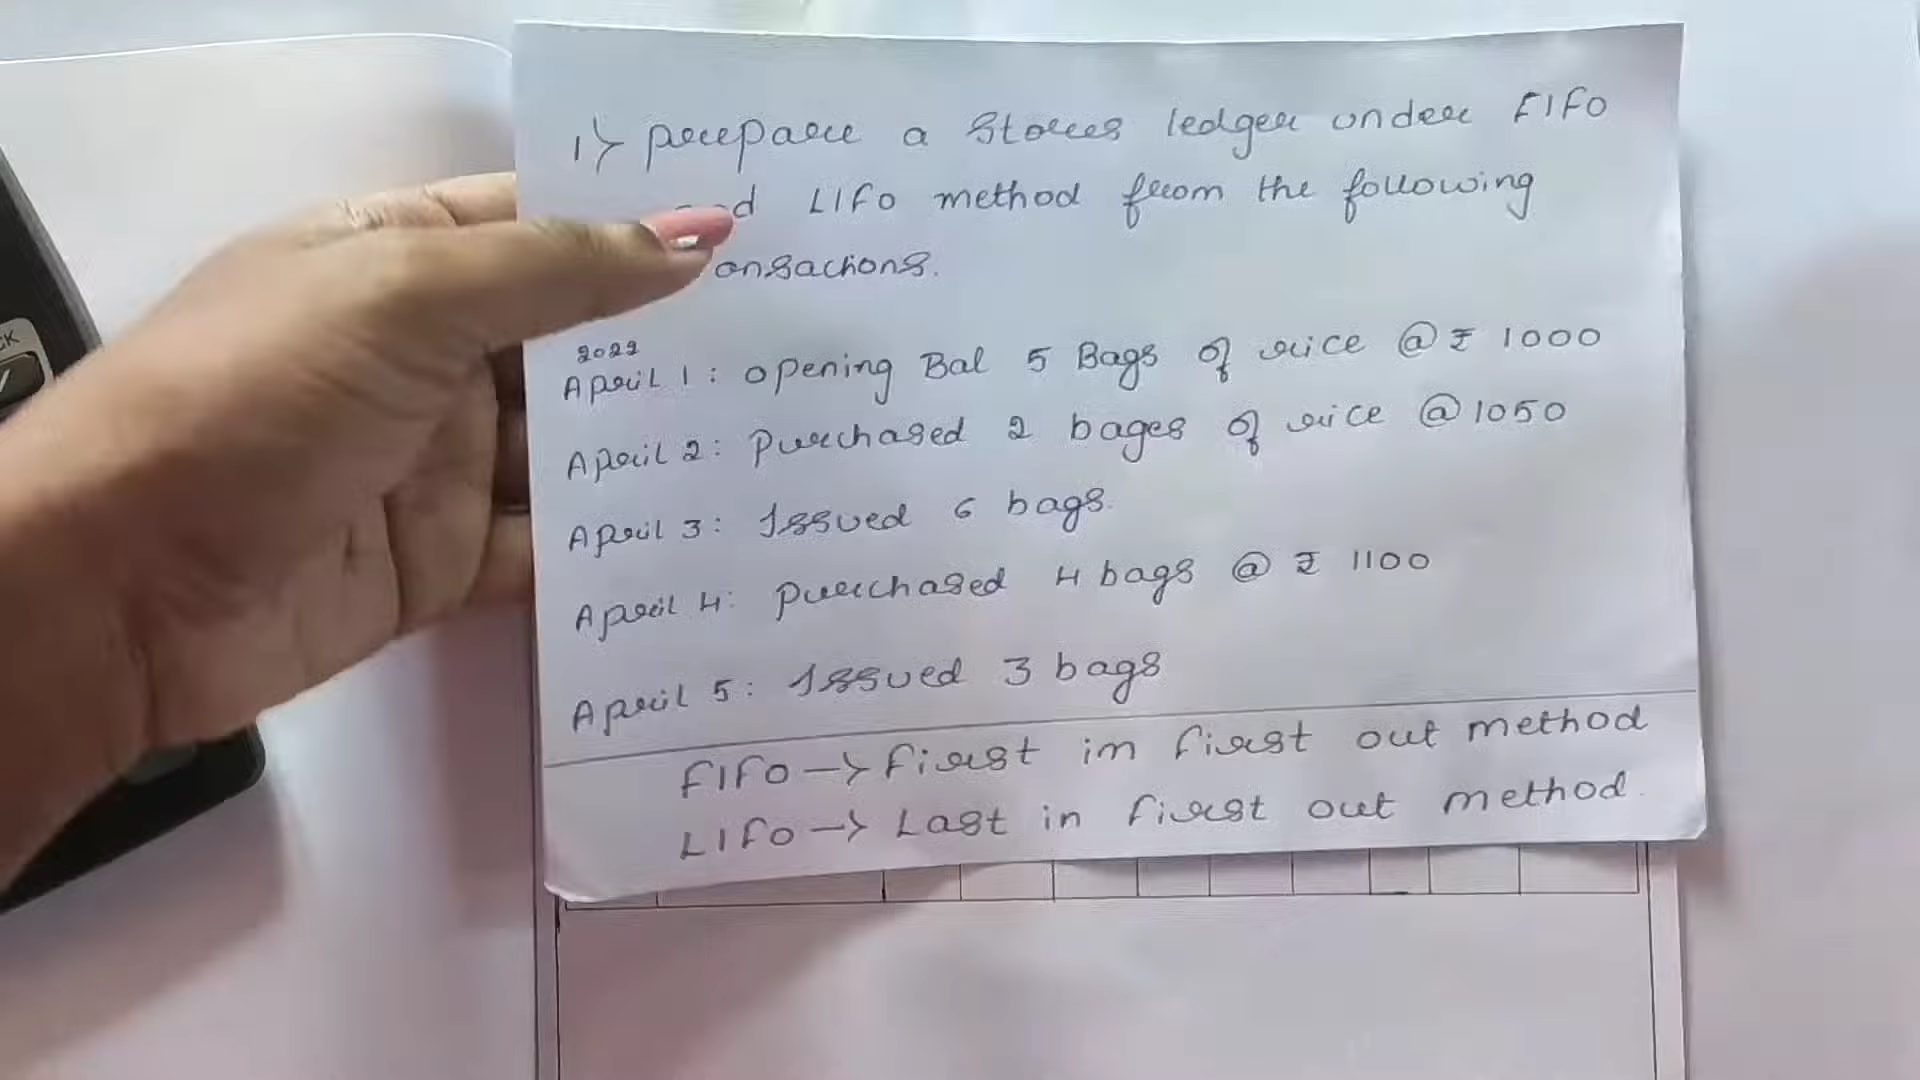 1) prepare a Stores ledger under FIFO
LIFO method from the following
2022
April 1: opening Bal 5 Bags of rice @ ₹ 1000
April 2: purchased 2 bages of rice @ 1050
April 3: Issued 6 bags.
April 4: purchased 4 bags @ ₹ 1100
April 5: Issued 3 bags
FIFO → First in first out method
LIFO → Last in first out method.